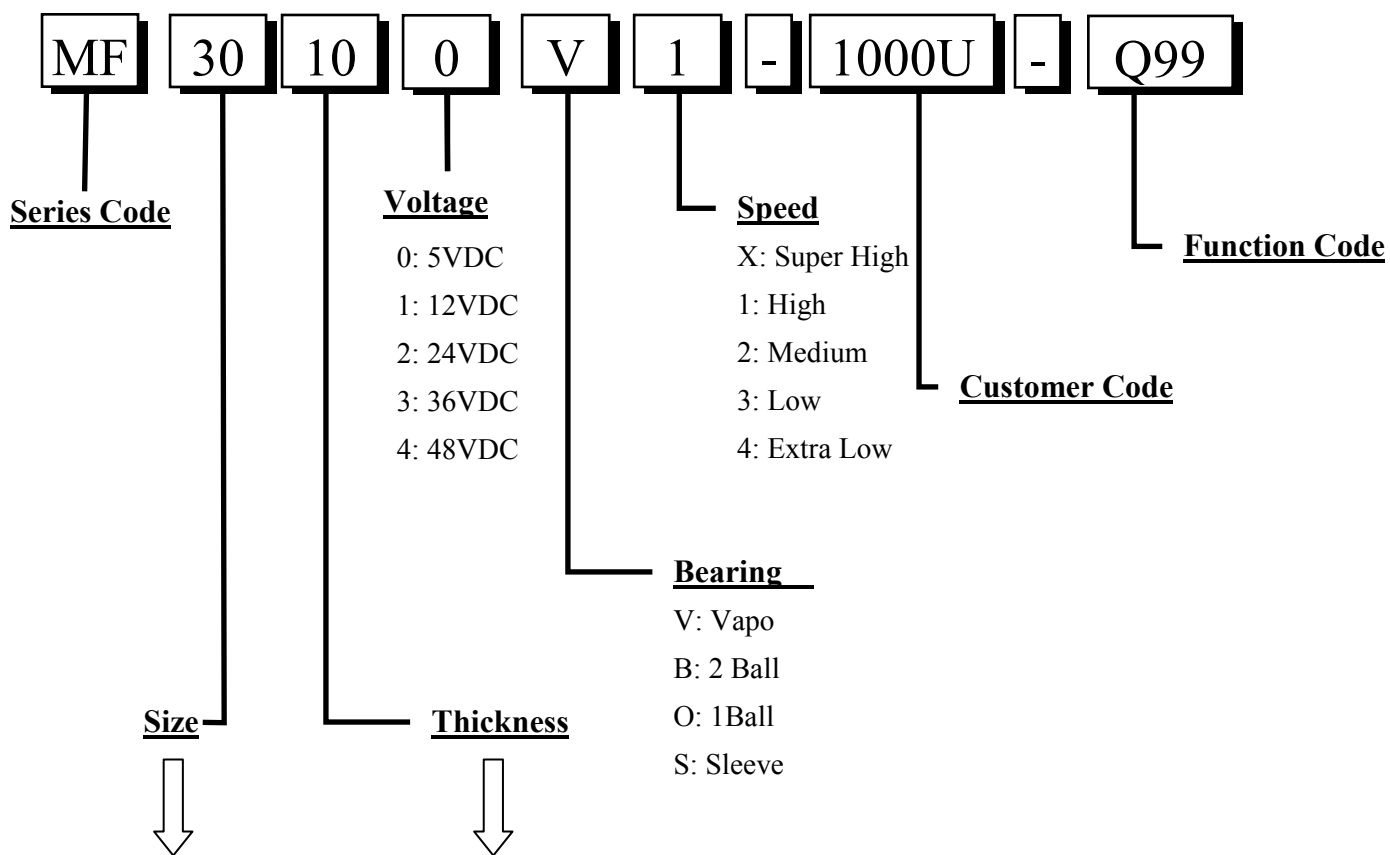 MF 30 10 0 V 1 - 1000U - Q99
Series Code
Voltage
0: 5VDC
1: 12VDC
2: 24VDC
3: 36VDC
4: 48VDC
Speed
X: Super High
1: High
2: Medium
3: Low
4: Extra Low
Function Code
Customer Code
Bearing
V: Vapo
B: 2 Ball
O: 1Ball
S: Sleeve
Size
Thickness